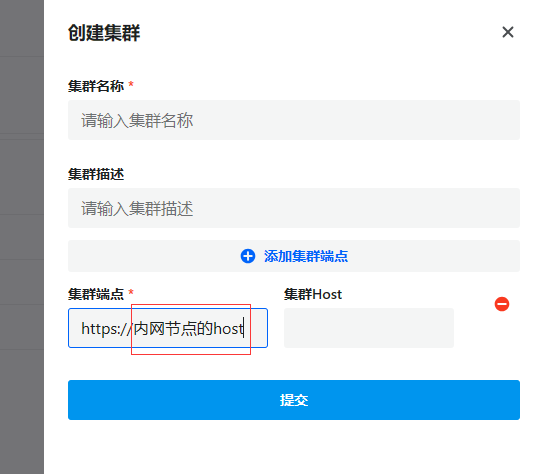 创建集群
集群名称 *
请输入集群名称
集群描述
请输入集群描述
添加集群端点
集群端点 * 集群Host
https://内网节点的host
提交